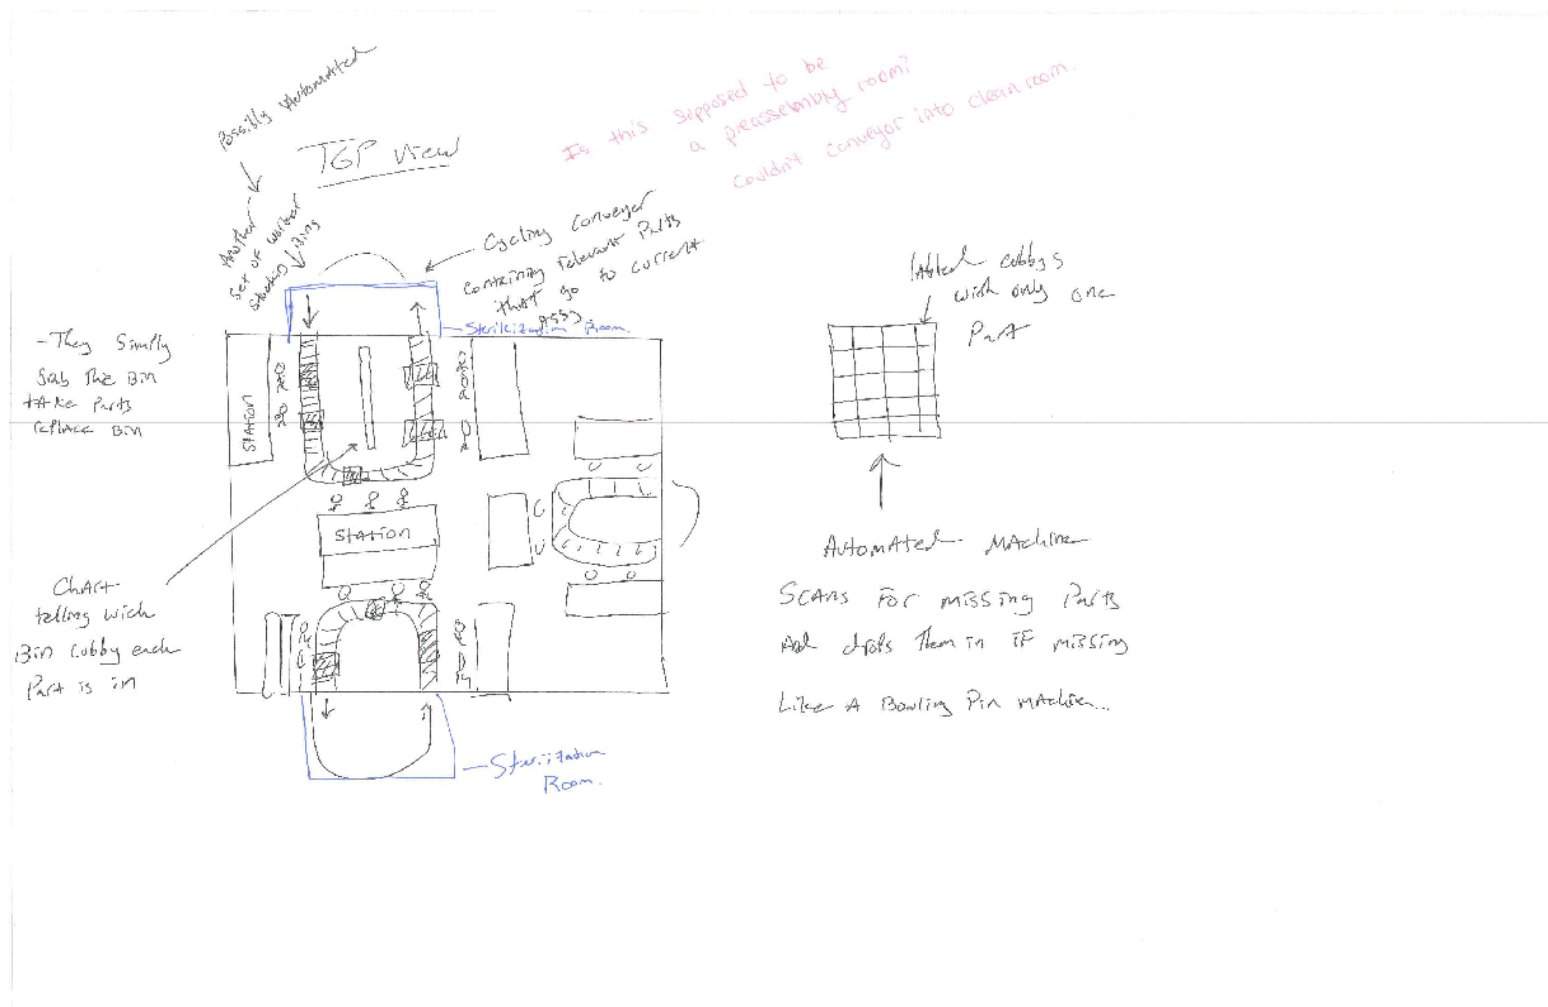 Possibly Automated
TOP View
Is this supposed to be
a preassembly room?
Couldn't conveyor into clean room.
Another
set of workers
stocking Bins
Cycling Conveyor
Containing relevant Parts
that go to current
Assy
Sterilization Room.
- They Simply
Grab The Bin
tAke Parts
replace Bin
STATION
STATION
Chart
telling wich
Bin Cubby each
Part is in
Sterilization
Room.
labled cubbys
with only one
Part
Automated Machine
Scans For missing Parts
And drops Them in if missing
Like A Bowling Pin machine...